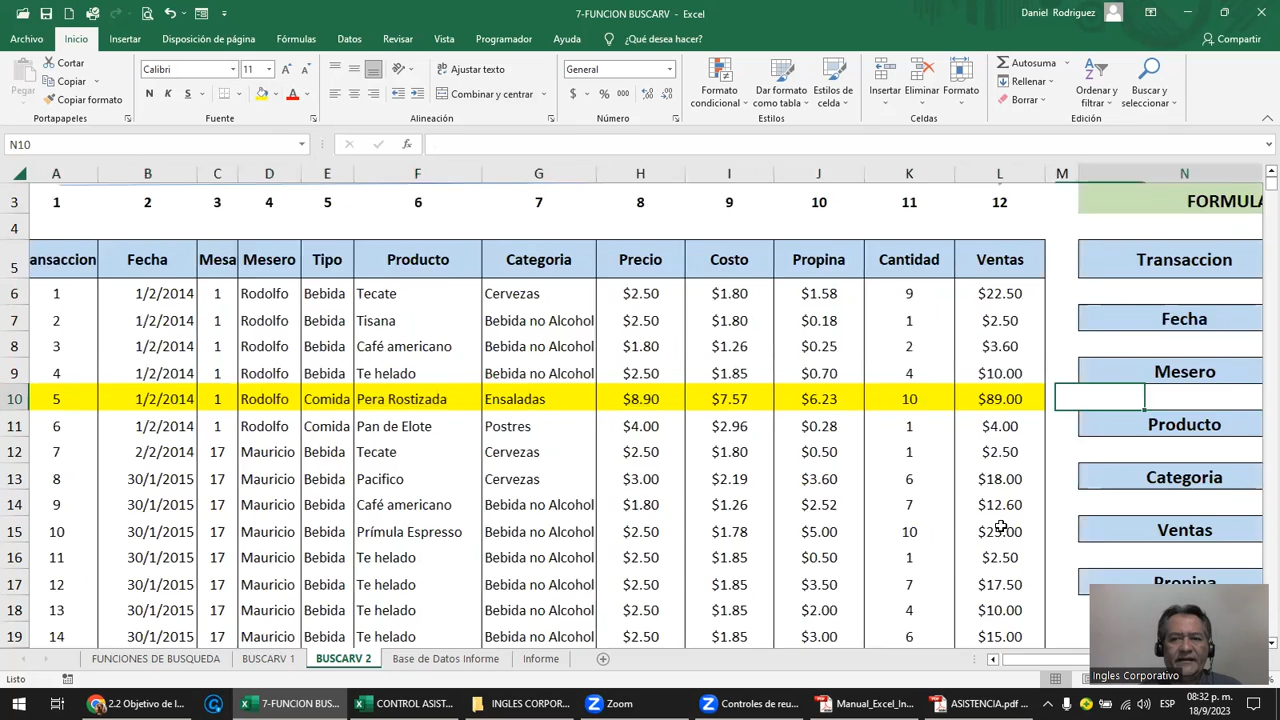 7-FUNCION BUSCARV - Excel
Daniel Rodriguez
Archivo Inicio Insertar Disposición de página Fórmulas Datos Revisar Vista Programador Ayuda ¿Qué desea hacer? Compartir
Pegar Cortar Copiar Copiar formato
Calibri 11
N K S A
Ajustar texto
Combinar y centrar
General
$ % 000
Formato condicional Dar formato como tabla Estilos de celda
Insertar Eliminar Formato
Autosuma Rellenar Borrar
Ordenar y filtrar Buscar y seleccionar
Portapapeles Fuente Alineación Número Estilos Celdas Edición
N10 fx
A B C D E F G H I J K L M N
3 1 2 3 4 5 6 7 8 9 10 11 12 FORMULA
4
5 ansaccion Fecha Mesa Mesero Tipo Producto Categoria Precio Costo Propina Cantidad Ventas Transaccion
6 1 1/2/2014 1 Rodolfo Bebida Tecate Cervezas $2.50 $1.80 $1.58 9 $22.50
7 2 1/2/2014 1 Rodolfo Bebida Tisana Bebida no Alcohol $2.50 $1.80 $0.18 1 $2.50 Fecha
8 3 1/2/2014 1 Rodolfo Bebida Café americano Bebida no Alcohol $1.80 $1.26 $0.25 2 $3.60
9 4 1/2/2014 1 Rodolfo Bebida Te helado Bebida no Alcohol $2.50 $1.85 $0.70 4 $10.00 Mesero
10 5 1/2/2014 1 Rodolfo Comida Pera Rostizada Ensaladas $8.90 $7.57 $6.23 10 $89.00
11 6 1/2/2014 1 Rodolfo Comida Pan de Elote Postres $4.00 $2.96 $0.28 1 $4.00 Producto
12 7 2/2/2014 17 Mauricio Bebida Tecate Cervezas $2.50 $1.80 $0.50 1 $2.50
13 8 30/1/2015 17 Mauricio Bebida Pacifico Cervezas $3.00 $2.19 $3.60 6 $18.00 Categoria
14 9 30/1/2015 17 Mauricio Bebida Café americano Bebida no Alcohol $1.80 $1.26 $2.52 7 $12.60
15 10 30/1/2015 17 Mauricio Bebida Prímula Espresso Bebida no Alcohol $2.50 $1.78 $5.00 10 $25.00 Ventas
16 11 30/1/2015 17 Mauricio Bebida Te helado Bebida no Alcohol $2.50 $1.85 $0.50 1 $2.50
17 12 30/1/2015 17 Mauricio Bebida Te helado Bebida no Alcohol $2.50 $1.85 $3.50 7 $17.50 Propina
18 13 30/1/2015 17 Mauricio Bebida Te helado Bebida no Alcohol $2.50 $1.85 $2.00 4 $10.00
19 14 30/1/2015 17 Mauricio Bebida Te helado Bebida no Alcohol $2.50 $1.85 $3.00 6 $15.00
FUNCIONES DE BUSQUEDA BUSCARV 1 BUSCARV 2 Base de Datos Informe Informe
Ingles Corporativo
Listo
2.2 Objetivo de l... 7-FUNCION BUS... CONTROL ASIST... INGLES CORPOR... Zoom Controles de reu... Manual_Excel_In... ASISTENCIA.pdf ... ESP 08:32 p. m.
18/9/2023